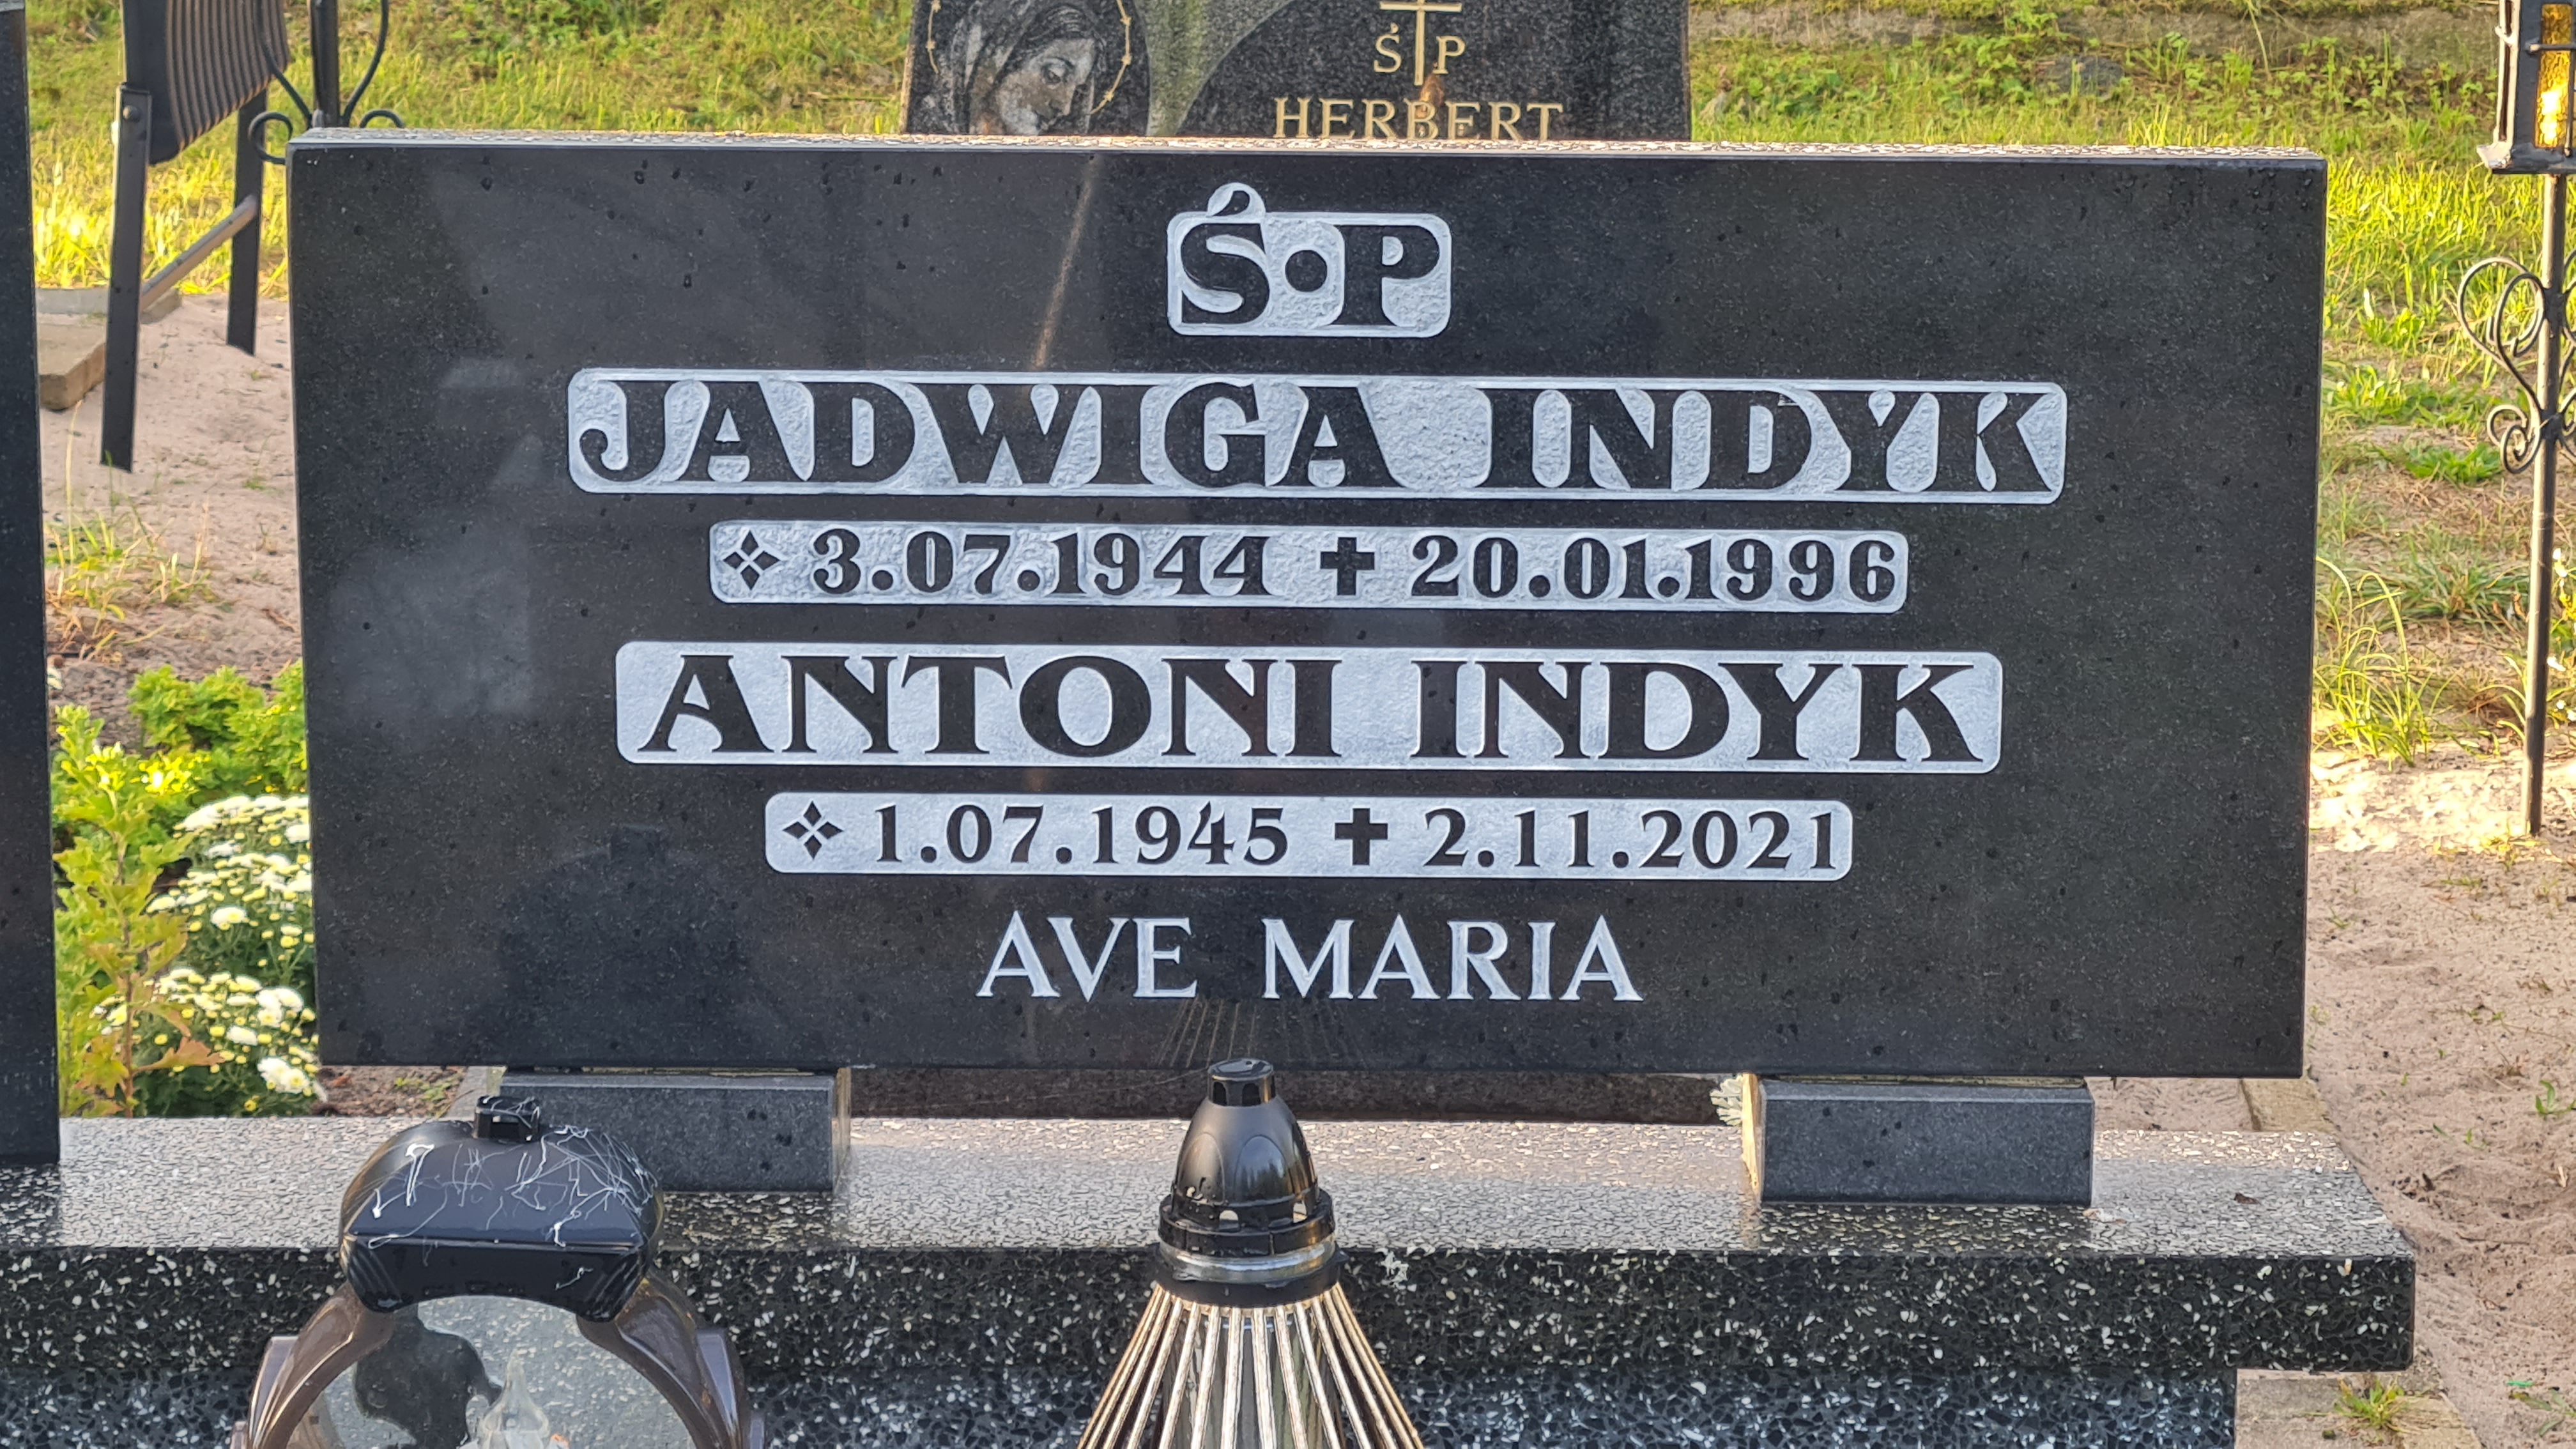 Ś P
HERBERT
Ś•P
JADWIGA INDYK
3.07.1944 ✝ 20.01.1996
ANTONI INDYK
1.07.1945 ✝ 2.11.2021
AVE MARIA